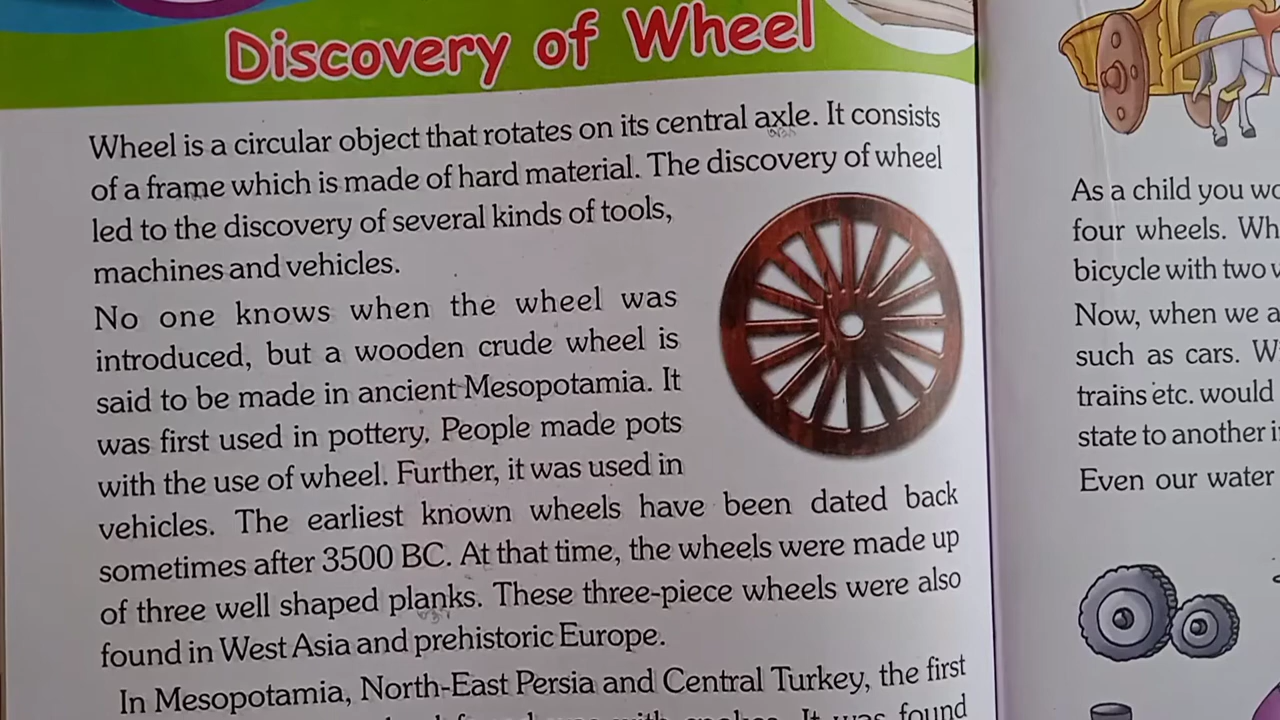 Discovery of Wheel
Wheel is a circular object that rotates on its central axle. It consists
of a frame which is made of hard material. The discovery of wheel
led to the discovery of several kinds of tools,
machines and vehicles.
No one knows when the wheel was
introduced, but a wooden crude wheel is
said to be made in ancient Mesopotamia. It
was first used in pottery. People made pots
with the use of wheel. Further, it was used in
vehicles. The earliest known wheels have been dated back
sometimes after 3500 BC. At that time, the wheels were made up
of three well shaped planks. These three-piece wheels were also
found in West Asia and prehistoric Europe.
In Mesopotamia, North-East Persia and Central Turkey, the first
with spokes. It was found
As a child you
four wheels.
bicycle with two
Now, when we
such as cars.
trains etc. would
state to another
Even our water